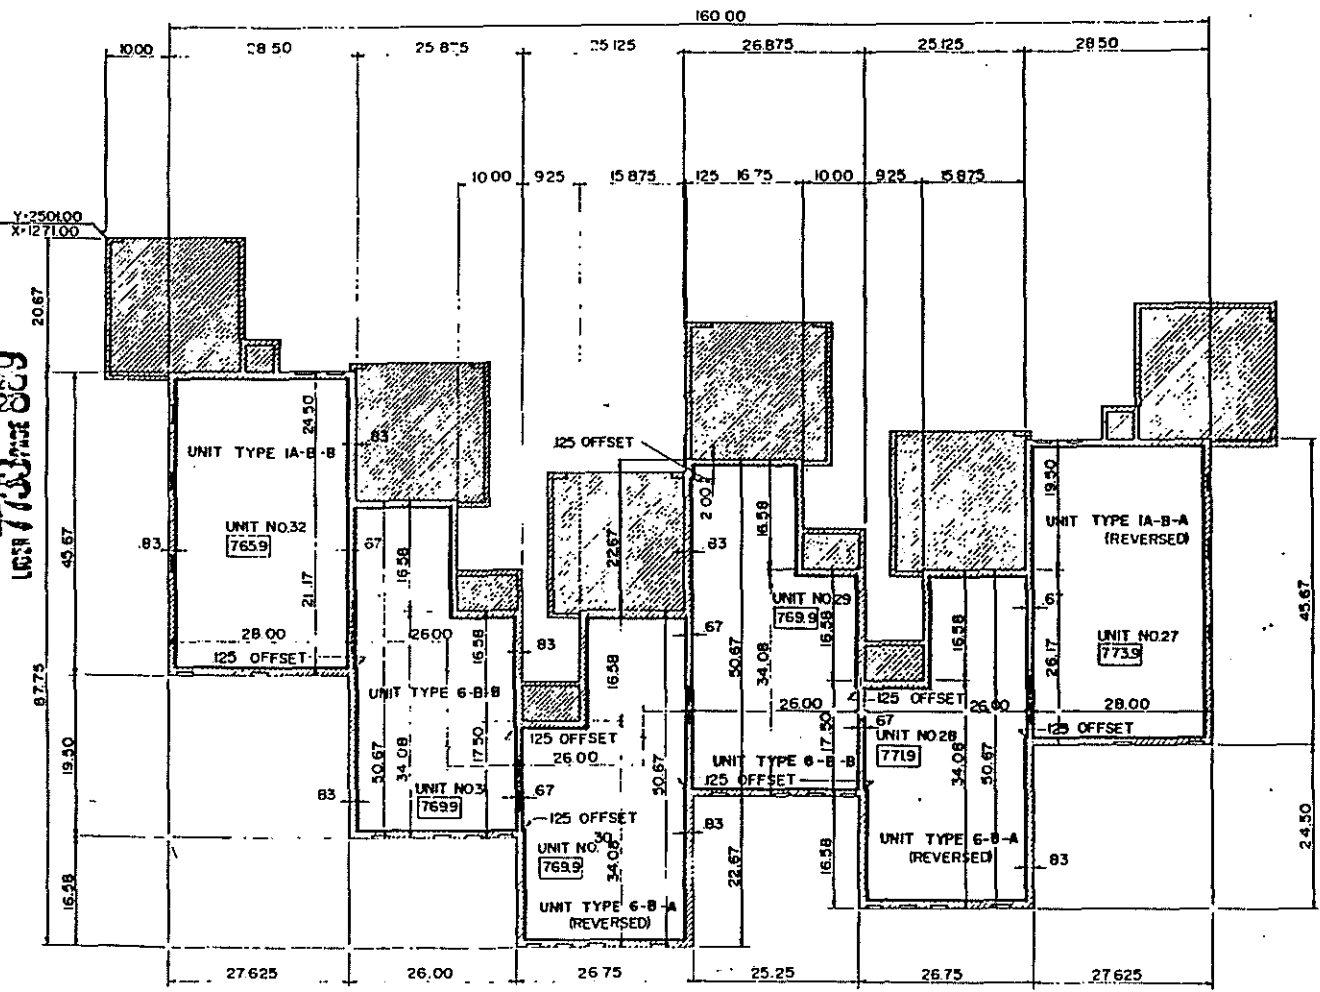 160.00
10.00 28.50 25.875 25.125 26.875 25.125 28.50
10.00 9.25 15.875 .125 16.75 10.00 9.25 15.875
Y=2501.00
X=1271.00
20.67
45.67
87.75
19.50
16.58
UNIT TYPE 1A-B-B
UNIT NO.32
765.9
24.50
21.17
28.00
.125 OFFSET
.83
.83
.67
16.58
26.00
16.58
UNIT TYPE 6-B-B
50.67
34.08
17.50
UNIT NO.3
769.9
.83
.83
.67
.125 OFFSET
22.67
16.58
.125 OFFSET
26.00
50.67
.125 OFFSET
UNIT NO. 30
769.9
34.08
UNIT TYPE 6-B-A
(REVERSED)
.83
.67
.83
2.00
16.58
UNIT NO.29
769.9
16.58
50.67
34.08
26.00
17.50
UNIT TYPE 6-B-B
.125 OFFSET
22.67
16.58
.67
16.58
.125 OFFSET
26.00
UNIT NO.28
771.9
34.08
50.67
UNIT TYPE 6-B-A
(REVERSED)
.83
19.50
UNIT TYPE 1A-B-A
(REVERSED)
.67
26.17
UNIT NO.27
773.9
28.00
.125 OFFSET
45.67
24.50
27.625 26.00 26.75 25.25 26.75 27.625